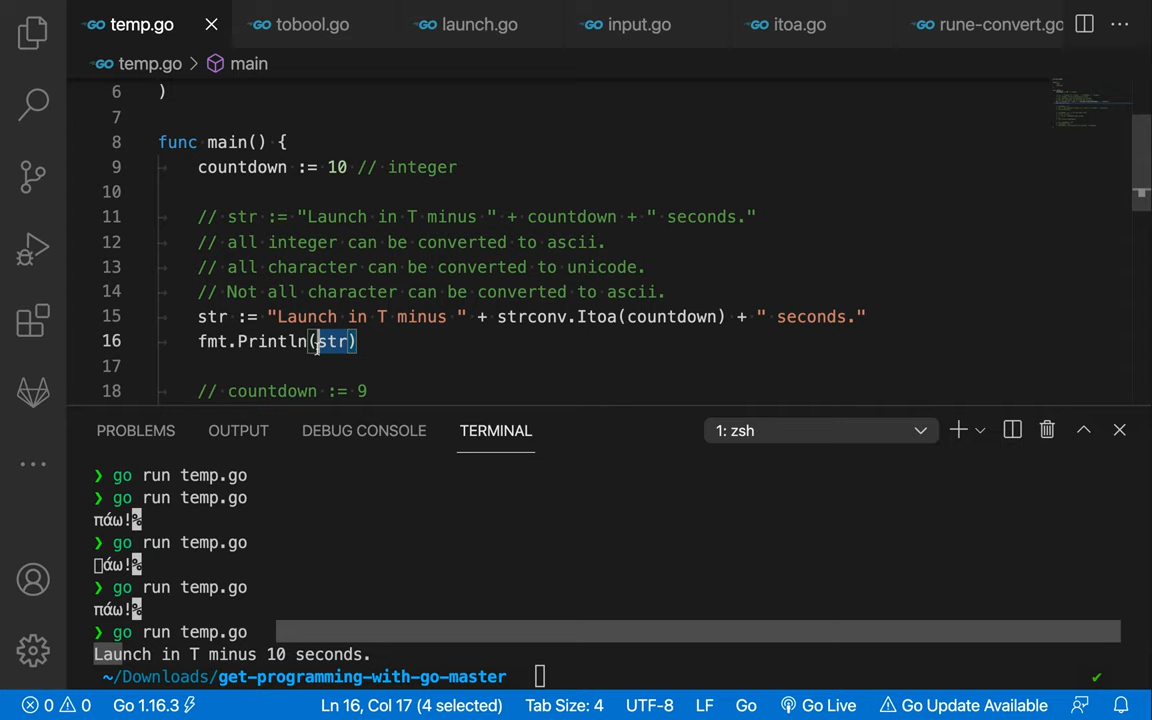 GO temp.go × GO tobool.go GO launch.go GO input.go GO itoa.go GO rune-convert.go ···
GO temp.go > main
6 )
7
8 func main() {
9 countdown := 10 // integer
10
11 // str := "Launch in T minus " + countdown + " seconds."
12 // all integer can be converted to ascii.
13 // all character can be converted to unicode.
14 // Not all character can be converted to ascii.
15 str := "Launch in T minus " + strconv.Itoa(countdown) + " seconds."
16 fmt.Println(str)
17
18 // countdown := 9
PROBLEMS OUTPUT DEBUG CONSOLE TERMINAL 1: zsh
❯ go run temp.go
❯ go run temp.go
πάω!%
❯ go run temp.go
▯άω!%
❯ go run temp.go
πάω!%
❯ go run temp.go
Launch in T minus 10 seconds.
~/Downloads/get-programming-with-go-master
0 0 Go 1.16.3 Ln 16, Col 17 (4 selected) Tab Size: 4 UTF-8 LF Go Go Live Go Update Available